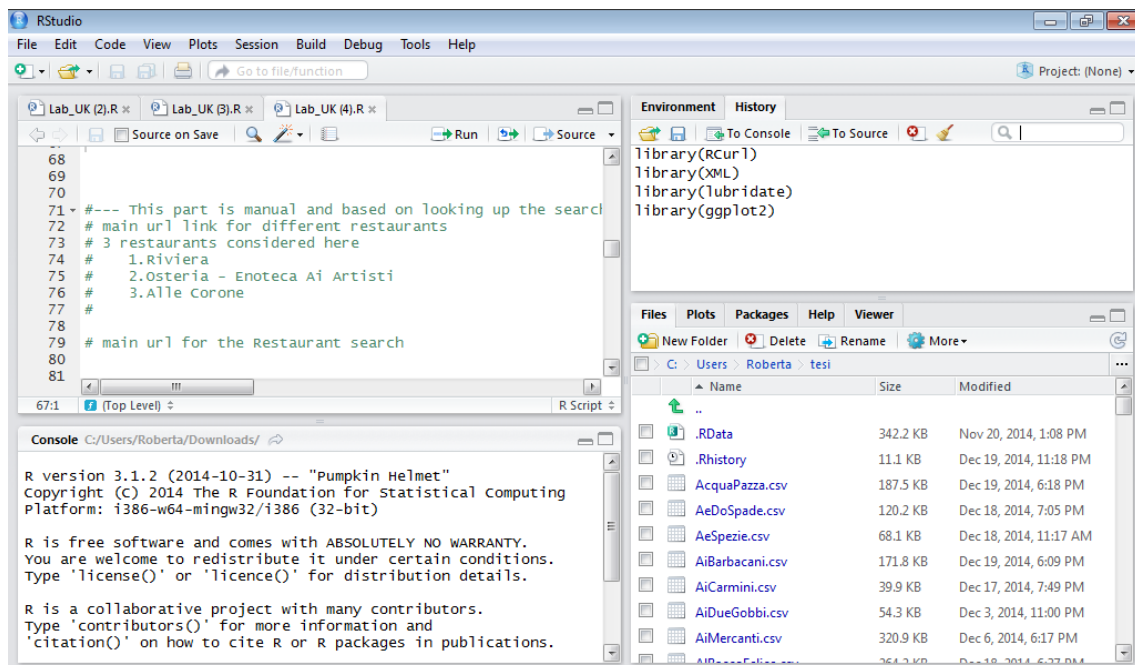 RStudio
File Edit Code View Plots Session Build Debug Tools Help
Go to file/function
Project: (None)
Lab_UK (2).R
Lab_UK (3).R
Lab_UK (4).R
Source on Save
Run
Source
68
69
70
71 #--- This part is manual and based on looking up the search
72 # main url link for different restaurants
73 # 3 restaurants considered here
74 # 1.Riviera
75 # 2.Osteria - Enoteca Ai Artisti
76 # 3.Alle Corone
77 #
78
79 # main url for the Restaurant search
80
81
67:1 (Top Level) R Script
Console C:/Users/Roberta/Downloads/
R version 3.1.2 (2014-10-31) -- "Pumpkin Helmet"
Copyright (C) 2014 The R Foundation for Statistical Computing
Platform: i386-w64-mingw32/i386 (32-bit)
R is free software and comes with ABSOLUTELY NO WARRANTY.
You are welcome to redistribute it under certain conditions.
Type 'license()' or 'licence()' for distribution details.
R is a collaborative project with many contributors.
Type 'contributors()' for more information and
'citation()' on how to cite R or R packages in publications.
Environment History
To Console To Source
library(RCurl)
library(XML)
library(lubridate)
library(ggplot2)
Files Plots Packages Help Viewer
New Folder Delete Rename More
C: > Users > Roberta > tesi
Name Size Modified
..
.RData 342.2 KB Nov 20, 2014, 1:08 PM
.Rhistory 11.1 KB Dec 19, 2014, 11:18 PM
AcquaPazza.csv 187.5 KB Dec 19, 2014, 6:18 PM
AeDoSpade.csv 120.2 KB Dec 18, 2014, 7:05 PM
AeSpezie.csv 68.1 KB Dec 18, 2014, 11:17 AM
AiBarbacani.csv 171.8 KB Dec 19, 2014, 6:09 PM
AiCarmini.csv 39.9 KB Dec 17, 2014, 7:49 PM
AiDueGobbi.csv 54.3 KB Dec 3, 2014, 11:00 PM
AiMercanti.csv 320.9 KB Dec 6, 2014, 6:17 PM